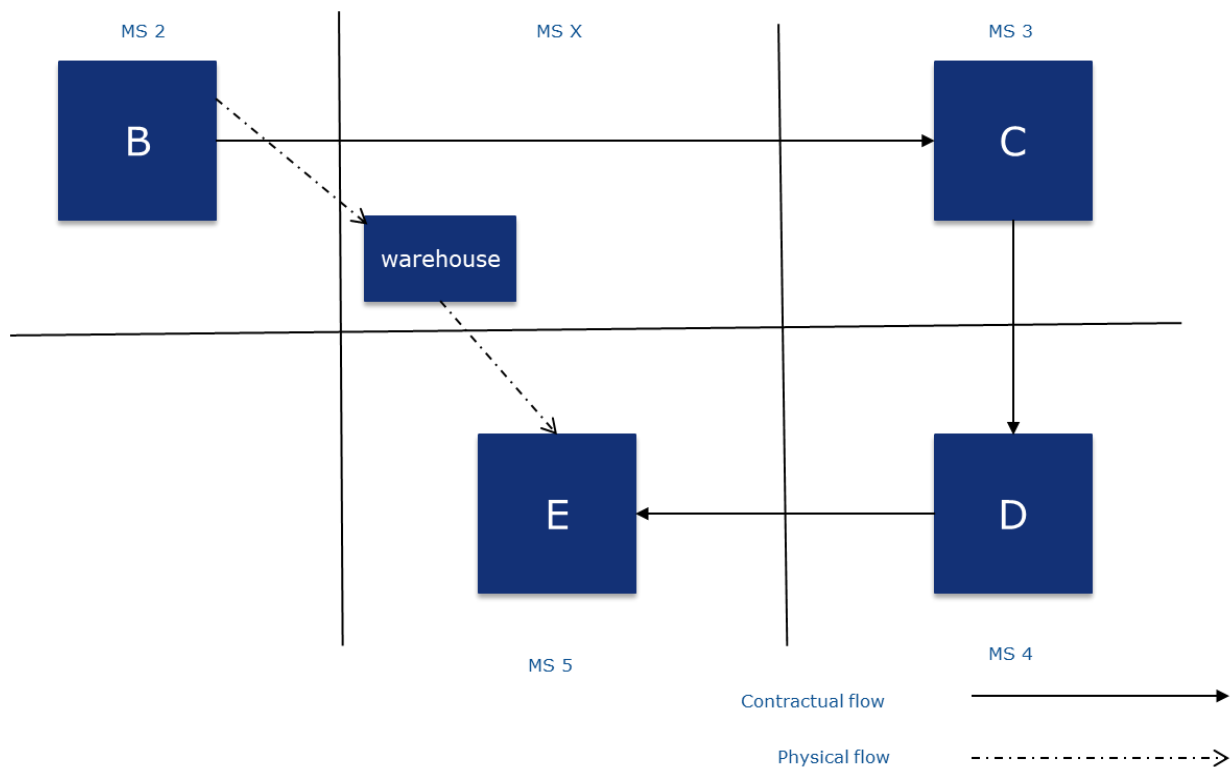 MS 2
MS X
MS 3
B
C
warehouse
E
D
MS 5
MS 4
Contractual flow
Physical flow